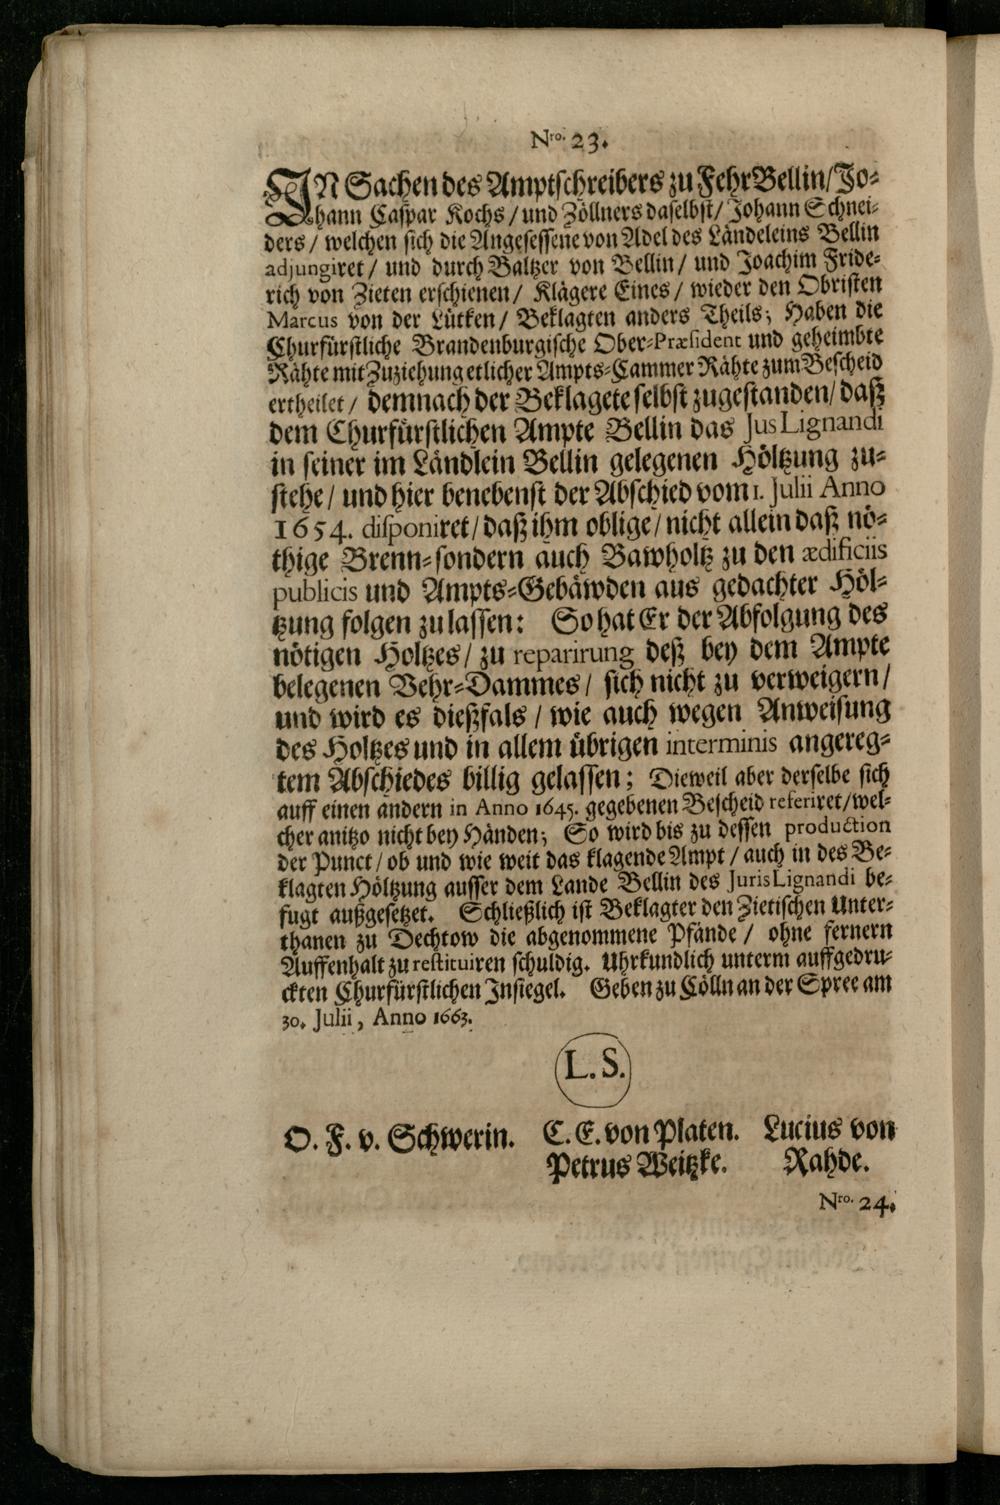 Nro. 23.
IN Sachen des Amptschreibers zu FehrBellin/ Jo-
hann Caspar Kochs / und Zöllners daselbst/ Johann Schnei-
ders / welchen sich die Angesessene von Adel des Ländeleins Bellin
adjungiret / und durch Baltzer von Bellin / und Joachim Fride-
rich von Zieten erschienen / Klägere Eines / wieder den Obristen
Marcus von der Lütken / Beklagten anders Theils; Haben die
Churfürstliche Brandenburgische Ober-Præsident und geheimbte
Rähte mit Zuziehung etlicher Ampts-Cammer Rähte zum Bescheid
ertheilet / demnach der Beklagete selbst zugestanden/ daß
dem Churfürstlichen Ampte Bellin das Jus Lignandi
in seiner im Ländlein Bellin gelegenen Höltzung zu-
stehe / und hier benebenst der Abschied vom 1. Julii Anno
1654. disponiret/ daß ihm oblige / nicht allein daß nö-
thige Brenn-sondern auch Bawholtz zu den ædificiis
publicis und Ampts-Gebäwden aus gedachter Höl-
tzung folgen zu lassen: So hat Er der Abfolgung des
nötigen Holtzes / zu reparirung deß bey dem Ampte
belegenen Vehr-Dammes / sich nicht zu verweigern /
und wird es dießfals / wie auch wegen Anweisung
des Holtzes und in allem übrigen interminis angereg-
tem Abschiedes billig gelassen; Dieweil aber derselbe sich
auff einen andern in Anno 1645. gegebenen Bescheid referiret/wel-
cher anitzo nicht bey Händen; So wird bis zu dessen production
der Punct / ob und wie weit das klagende Ampt / auch in des Be-
klagten Höltzung ausser dem Lande Bellin des Juris Lignandi be-
fugt außgesetzet. Schließlich ist Beklagter den Zietischen Unter-
thanen zu Dechtow die abgenommene Pfände / ohne fernern
Auffenhalt zu restituiren schuldig. Uhrkundlich unterm auffgedru-
ckten Churfürstlichen Insiegel. Geben zu Cölln an der Spree am
30. Julii, Anno 1663.
L. S.
O. F. v. Schwerin. C. E. von Platen. Lucius von
Petrus Weitzke. Rahde.
Nro. 24.